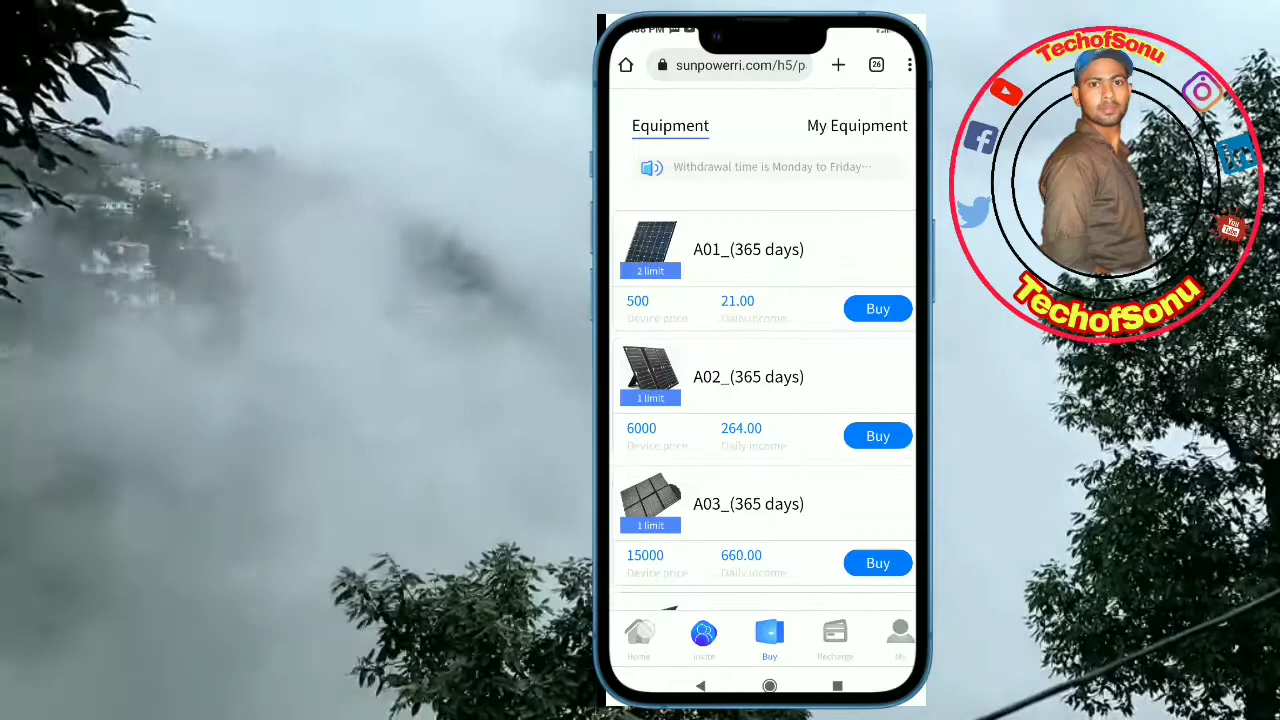 sunpowerri.com/h5/p
26
Equipment
My Equipment
Withdrawal time is Monday to Friday···
A01_(365 days)
2 limit
500
21.00
Buy
Device price
Daily income
A02_(365 days)
1 limit
6000
264.00
Buy
Device price
Daily income
A03_(365 days)
1 limit
15000
660.00
Buy
Device price
Daily income
Home
Invite
Buy
Recharge
My
TechofSonu
You
Tube
TechofSonu